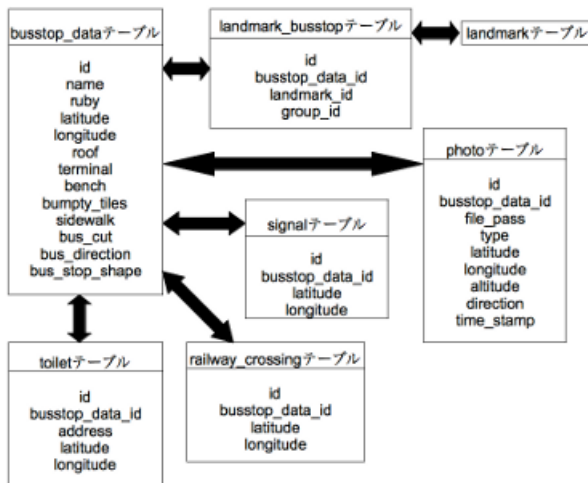 busstop_dataテーブル
id
name
ruby
latitude
longitude
roof
terminal
bench
bumpty_tiles
sidewalk
bus_cut
bus_direction
bus_stop_shape
landmark_busstopテーブル
id
busstop_data_id
landmark_id
group_id
landmarkテーブル
photoテーブル
id
busstop_data_id
file_pass
type
latitude
longitude
altitude
direction
time_stamp
signalテーブル
id
busstop_data_id
latitude
longitude
toiletテーブル
id
busstop_data_id
address
latitude
longitude
railway_crossingテーブル
id
busstop_data_id
latitude
longitude